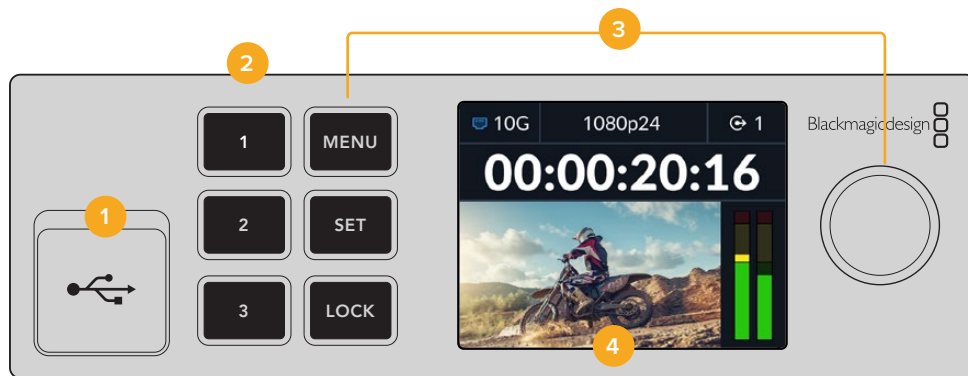 3
2
1 MENU
10G 1080p24 1
Blackmagicdesign
00:00:20:16
1
2 SET
3 LOCK
4